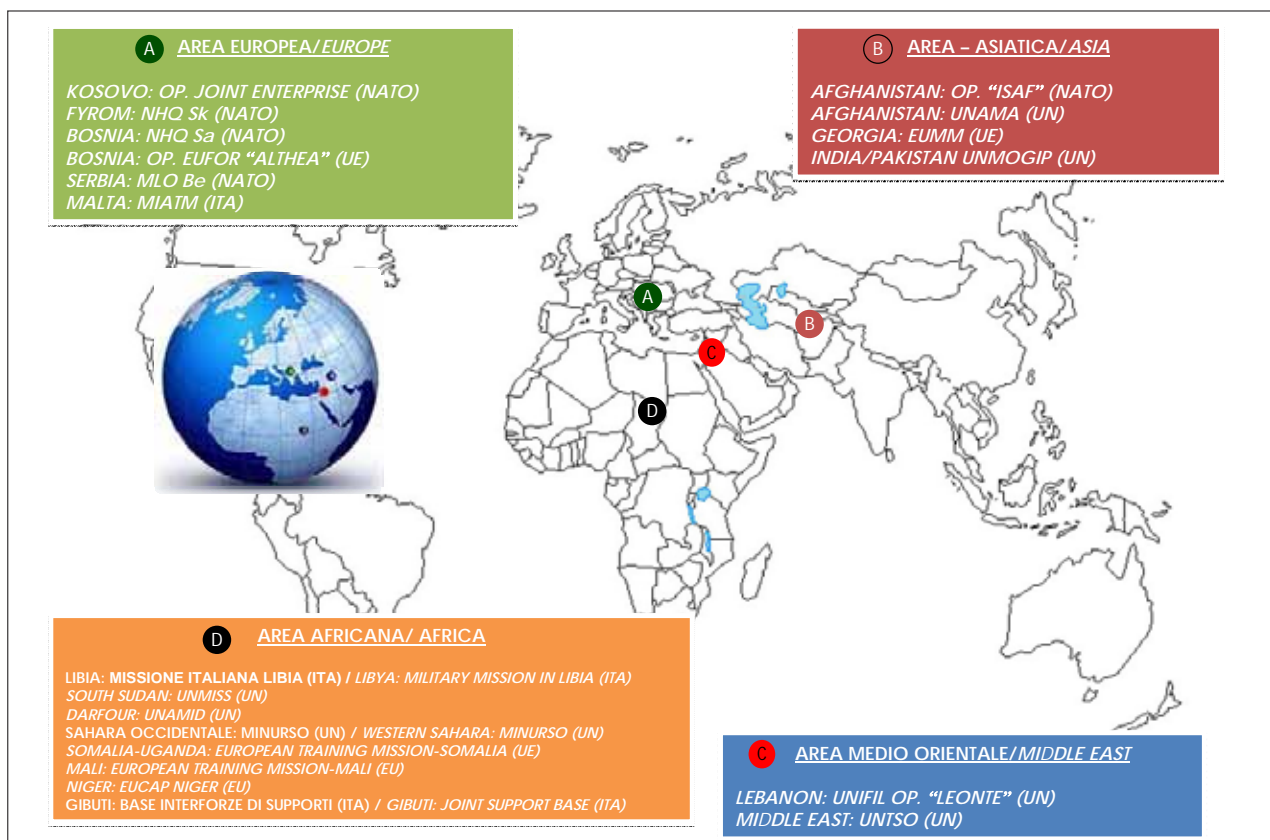 A AREA EUROPEA/EUROPE
KOSOVO: OP. JOINT ENTERPRISE (NATO)
FYROM: NHQ Sk (NATO)
BOSNIA: NHQ Sa (NATO)
BOSNIA: OP. EUFOR “ALTHEA” (UE)
SERBIA: MLO Be (NATO)
MALTA: MIATM (ITA)
B AREA – ASIATICA/ASIA
AFGHANISTAN: OP. “ISAF” (NATO)
AFGHANISTAN: UNAMA (UN)
GEORGIA: EUMM (UE)
INDIA/PAKISTAN UNMOGIP (UN)
A
B
C
D
D AREA AFRICANA/ AFRICA
LIBIA: MISSIONE ITALIANA LIBIA (ITA) / LIBYA: MILITARY MISSION IN LIBIA (ITA)
SOUTH SUDAN: UNMISS (UN)
DARFOUR: UNAMID (UN)
SAHARA OCCIDENTALE: MINURSO (UN) / WESTERN SAHARA: MINURSO (UN)
SOMALIA-UGANDA: EUROPEAN TRAINING MISSION-SOMALIA (UE)
MALI: EUROPEAN TRAINING MISSION-MALI (EU)
NIGER: EUCAP NIGER (EU)
GIBUTI: BASE INTERFORZE DI SUPPORTI (ITA) / GIBUTI: JOINT SUPPORT BASE (ITA)
C AREA MEDIO ORIENTALE/MIDDLE EAST
LEBANON: UNIFIL OP. “LEONTE” (UN)
MIDDLE EAST: UNTSO (UN)